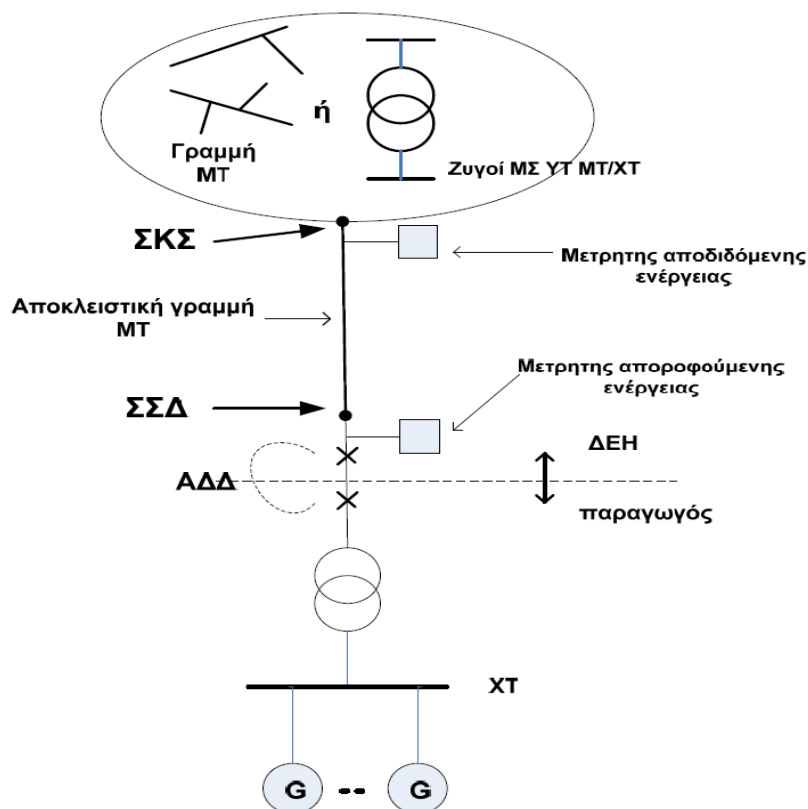 ή
Γραμμή
ΜΤ
Ζυγοί ΜΣ ΥΤ ΜΤ/ΧΤ
ΣΚΣ
Μετρητης αποδιδόμενης
ενέργειας
Αποκλειστική γραμμή
ΜΤ
Μετρητης αποροφούμενης
ενέργειας
ΣΣΔ
ΔΕΗ
ΑΔΔ
παραγωγός
ΧΤ
G -- G